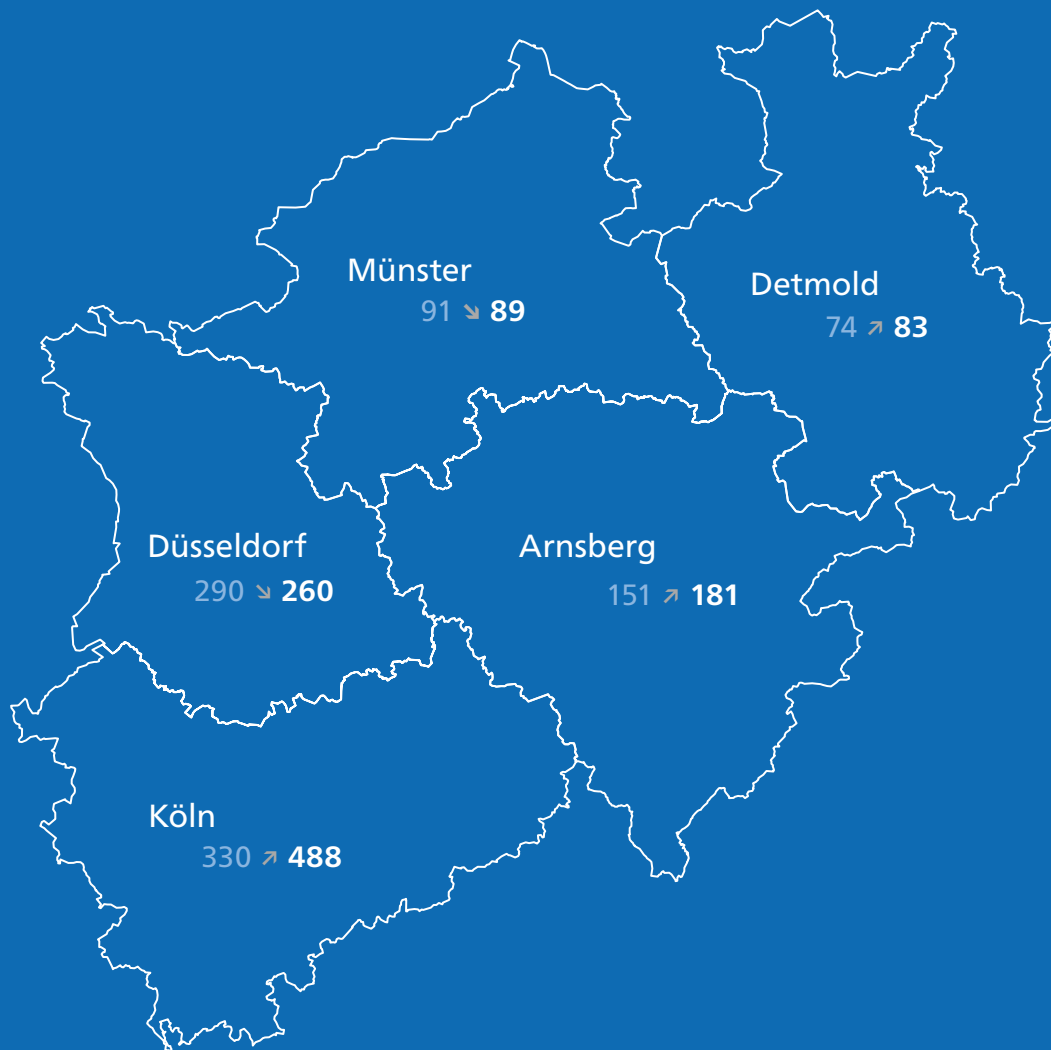 Münster
91 ↘ 89
Detmold
74 ↗ 83
Düsseldorf
290 ↘ 260
Arnsberg
151 ↗ 181
Köln
330 ↗ 488